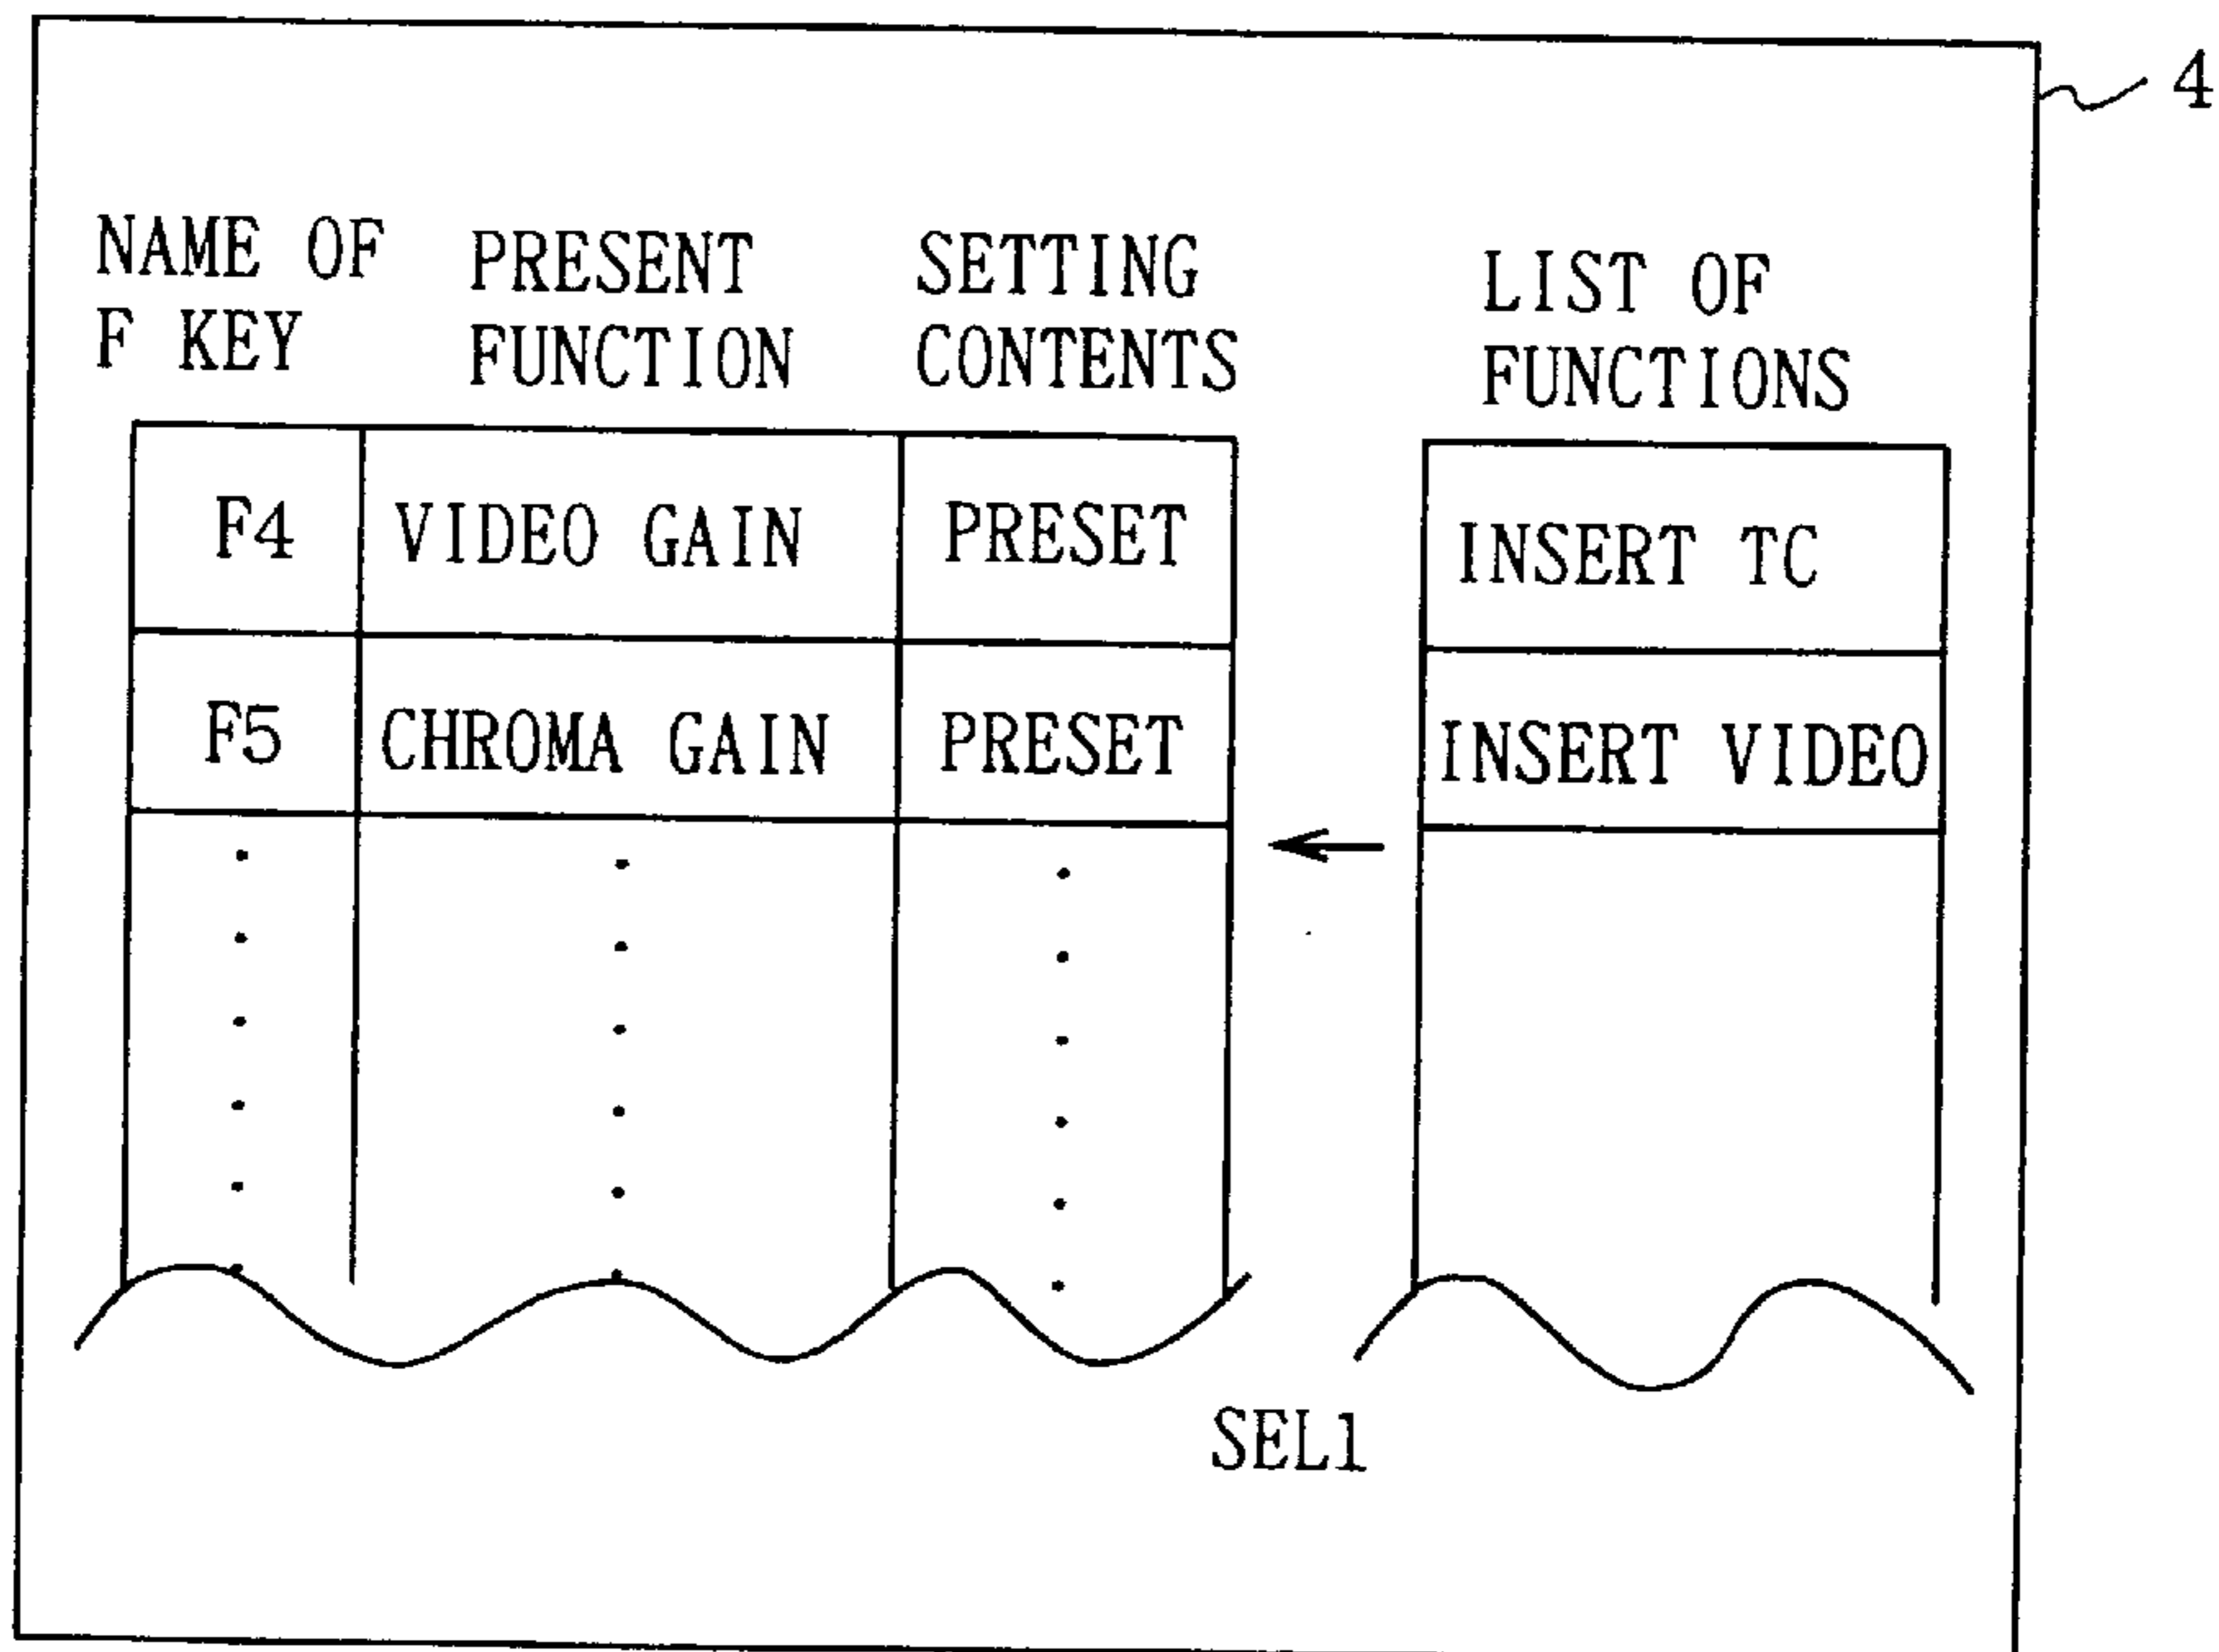 4
NAME OF
F KEY
PRESENT
FUNCTION
SETTING
CONTENTS
LIST OF
FUNCTIONS
F4 VIDEO GAIN PRESET
F5 CHROMA GAIN PRESET
INSERT TC
INSERT VIDEO
SEL1